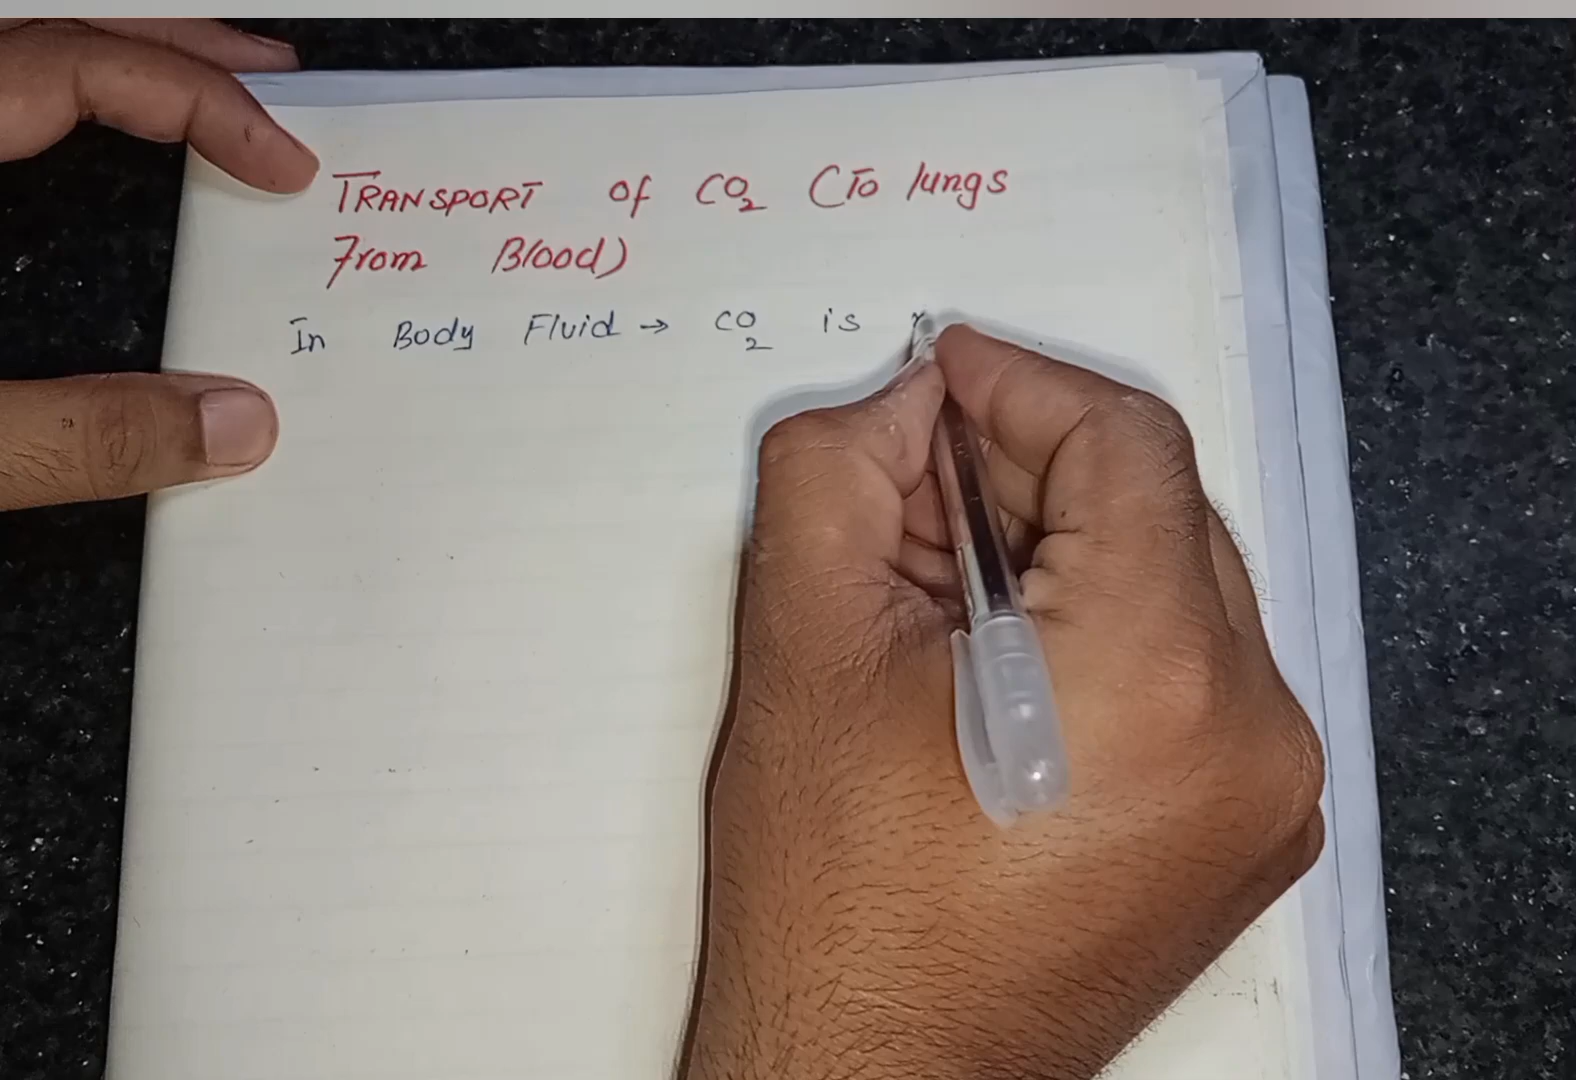 TRANSPORT of CO₂ (To lungs
From Blood)
In Body Fluid → CO₂ is